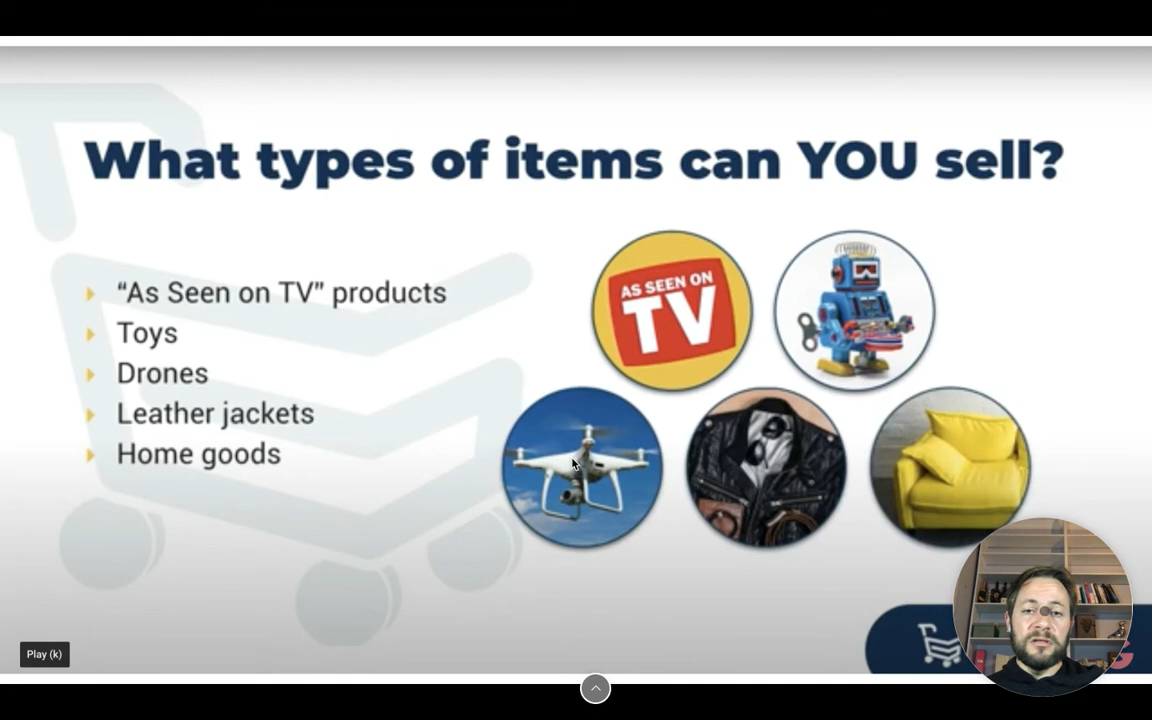 What types of items can YOU sell?
“As Seen on TV” products
Toys
Drones
Leather jackets
Home goods
AS SEEN ON
TV
Play (k)